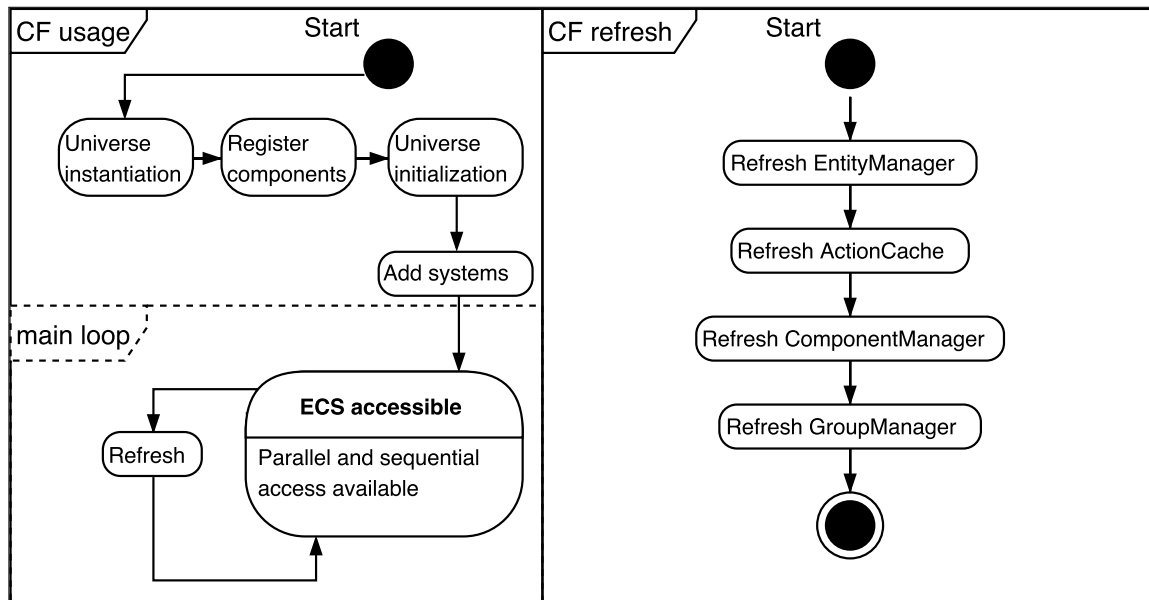 CF usage
Start
Universe
instantiation
Register
components
Universe
initialization
Add systems
main loop
ECS accessible
Parallel and sequential
access available
Refresh
CF refresh
Start
Refresh EntityManager
Refresh ActionCache
Refresh ComponentManager
Refresh GroupManager